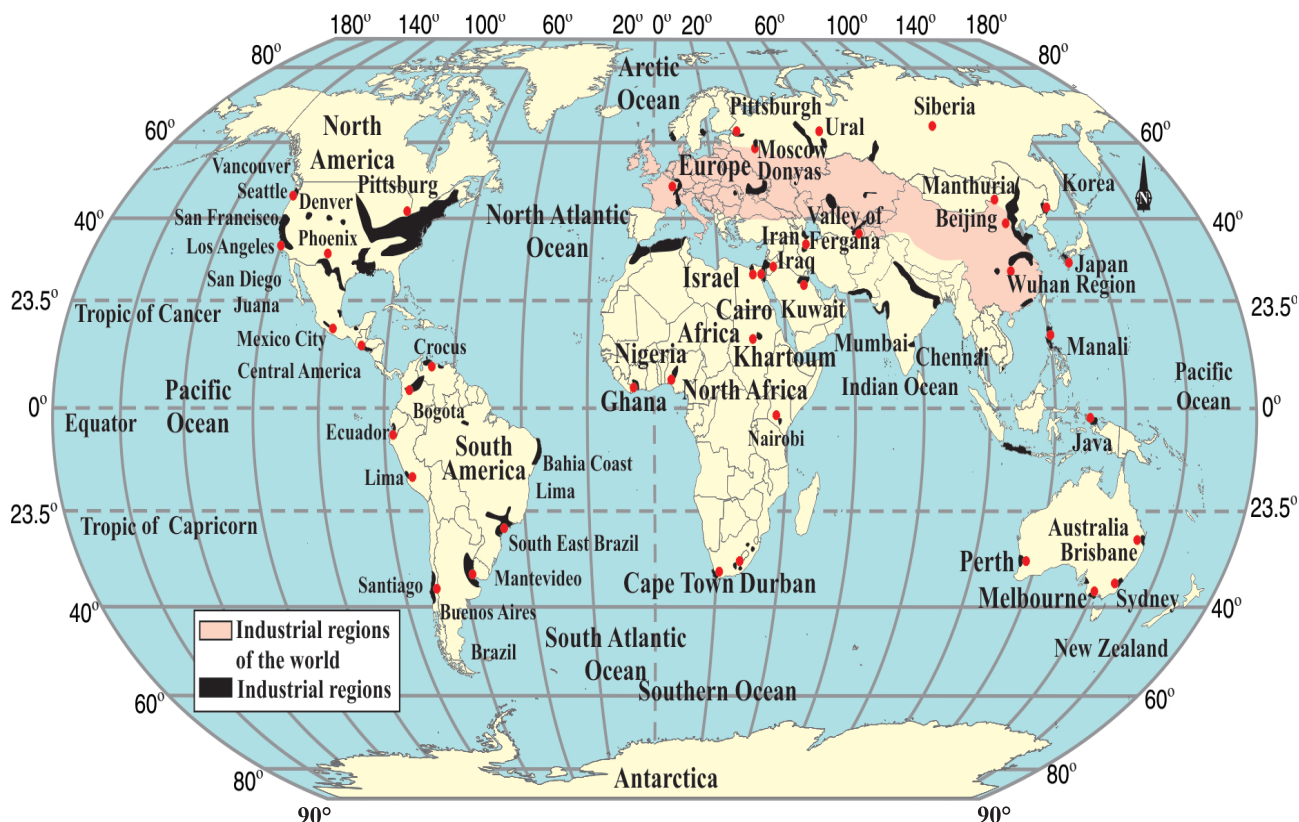 180° 140° 100° 60° 20° 0° 20° 60° 100° 140° 180°
80° 80°
Arctic
Ocean
60° 60°
North
America
Pittsburgh
Ural
Siberia
Moscow
Europe
Donyas
Vancouver
Seattle
Denver
Pittsburg
Manthuria
Korea
N
40° 40°
San Francisco
North Atlantic
Ocean
Valley of
Fergana
Beijing
Los Angeles
Phoenix
Iran
Iraq
Japan
San Diego
Juana
Israel
Wuhan Region
23.5° 23.5°
Tropic of Cancer
Cairo
Kuwait
Mexico City
Africa
Mumbai
Manali
Crocus
Nigeria
Khartoum
Chennai
Central America
North Africa
Indian Ocean
Pacific
Ocean
Pacific
Ocean
Ghana
Bogota
0° 0°
Equator
Ecuador
Nairobi
Java
South
America
Bahia Coast
Lima
Lima
23.5° 23.5°
Tropic of Capricorn
Australia
South East Brazil
Brisbane
Perth
Santiago
Mantevideo
Cape Town
Durban
Melbourne
Sydney
40° 40°
Buenos Aires
Industrial regions
of the world
Industrial regions
South Atlantic
Ocean
Brazil
New Zealand
Southern Ocean
60° 60°
Antarctica
80° 80°
90° 90°